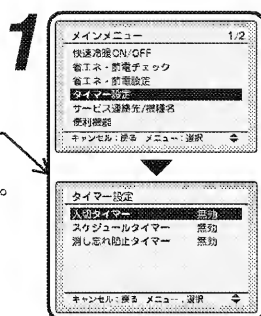 1
メインメニュー 1/2
快速冷暖ON/OFF
省エネ・節電チェック
省エネ・節電設定
タイマー設定
サービス連絡先/機種名
便利機能
キャンセル:戻る メニュー:選択
。
タイマー設定
入切タイマー 無効
スケジュールタイマー 無効
消し忘れ防止タイマー 無効
キャンセル:戻る メニュー:選択